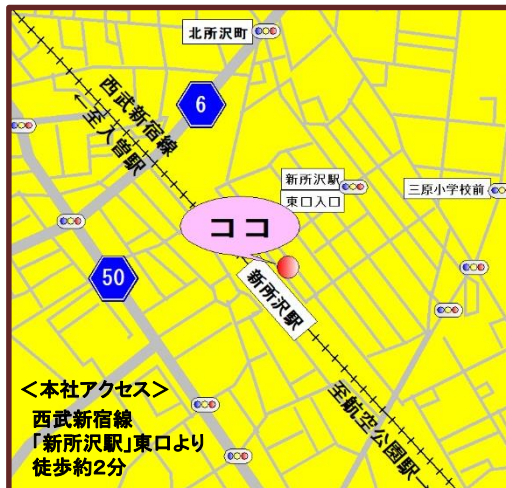 北所沢町
6
西武新宿線
←至入曽駅
新所沢駅
東口入口
三原小学校前
ココ
50
新所沢駅
至航空公園駅→
＜本社アクセス＞
西武新宿線
「新所沢駅」東口より
徒歩約2分